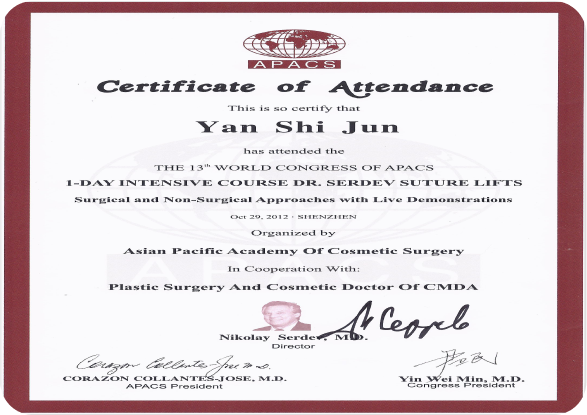 APACS
Certificate of Attendance
This is so certify that
Yan Shi Jun
has attended the
THE 13th WORLD CONGRESS OF APACS
1-DAY INTENSIVE COURSE DR. SERDEV SUTURE LIFTS
Surgical and Non-Surgical Approaches with Live Demonstrations
Oct 29, 2012 · SHENZHEN
Organized by
Asian Pacific Academy Of Cosmetic Surgery
In Cooperation With:
APACS
Plastic Surgery And Cosmetic Doctor Of CMDA
Nikolay Serdev, M.D.
Director
Corazon Collantes-Jose M.D.
CORAZON COLLANTES-JOSE, M.D.
APACS President
Yin Wei Min, M.D.
Congress President